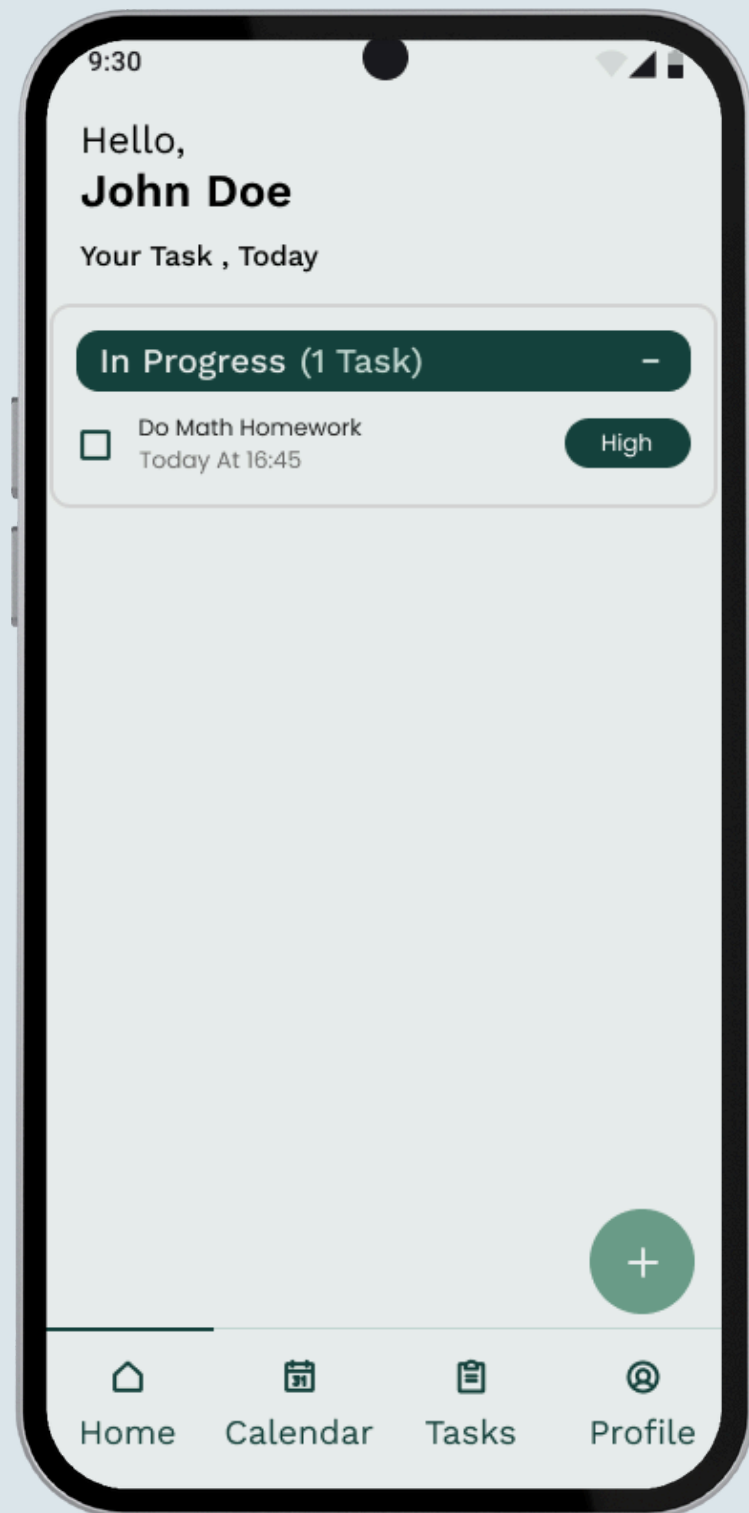 9:30
Hello,
John Doe
Your Task , Today
In Progress (1 Task) –
Do Math Homework
Today At 16:45
High
+
31
Home Calendar Tasks Profile